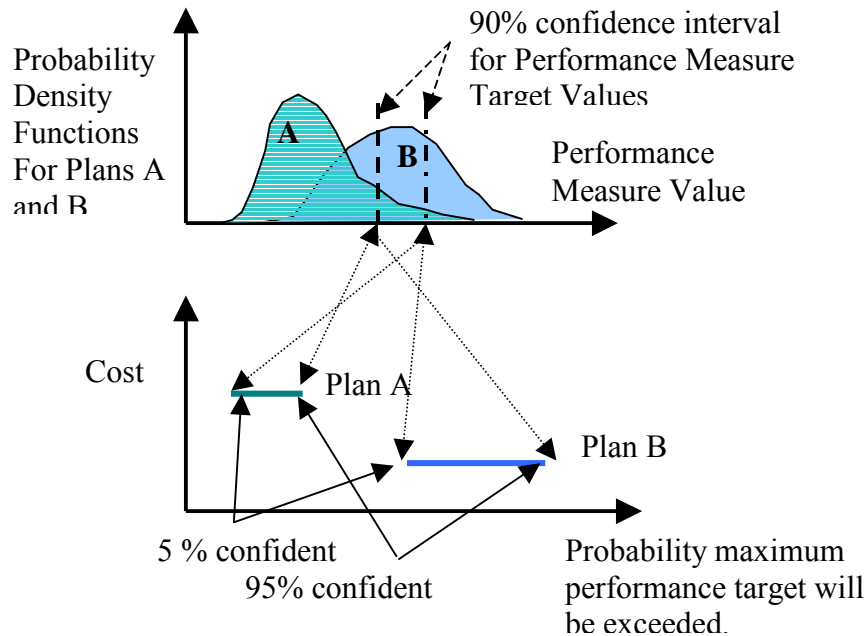 Probability
Density
Functions
For Plans A
and B
90% confidence interval
for Performance Measure
Target Values
A
B
Performance
Measure Value
Cost
Plan A
Plan B
5 % confident
95% confident
Probability maximum
performance target will
be exceeded.